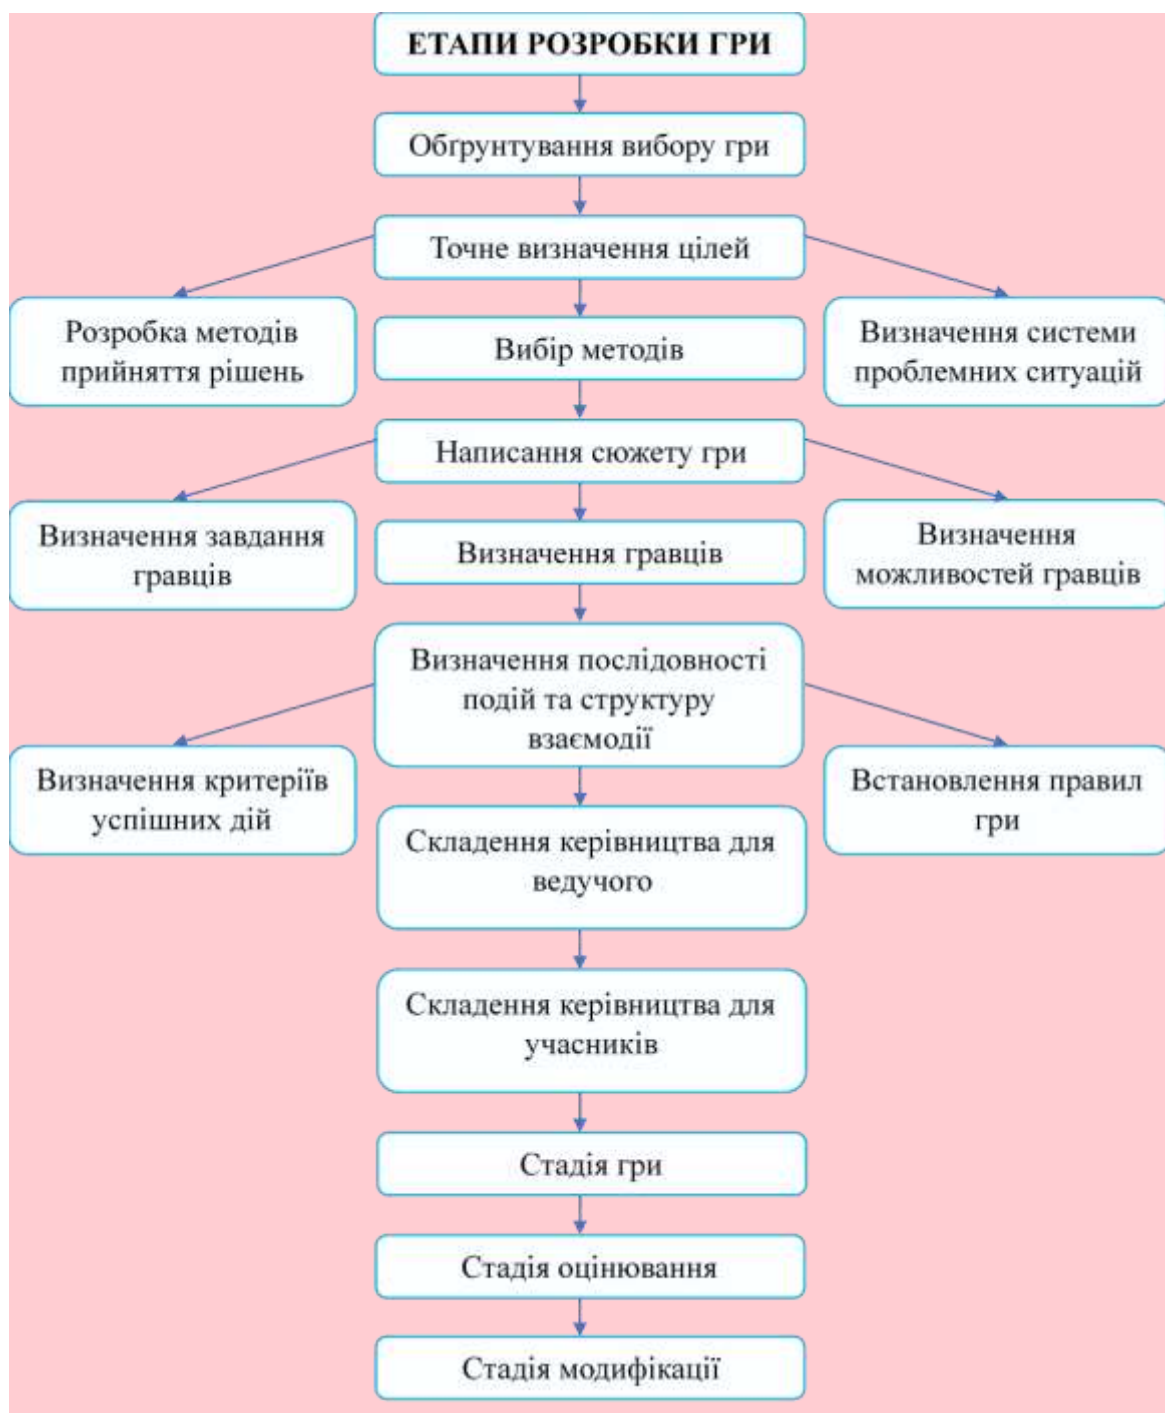 ЕТАПИ РОЗРОБКИ ГРИ
Обґрунтування вибору гри
Точне визначення цілей
Розробка методів
прийняття рішень
Вибір методів
Визначення системи
проблемних ситуацій
Написання сюжету гри
Визначення завдання
гравців
Визначення гравців
Визначення
можливостей гравців
Визначення послідовності
подій та структуру
взаємодії
Визначення критеріїв
успішних дій
Встановлення правил
гри
Складення керівництва для
ведучого
Складення керівництва для
учасників
Стадія гри
Стадія оцінювання
Стадія модифікації